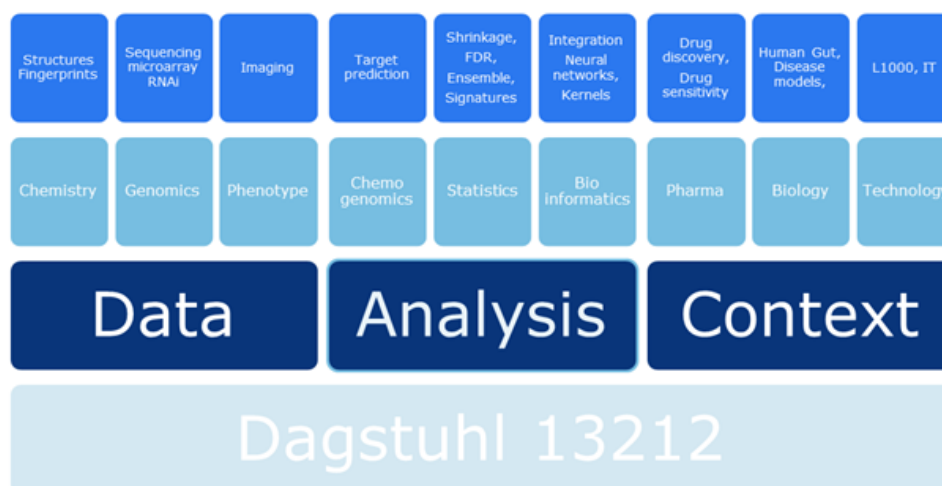 Structures
Fingerprints
Sequencing
microarray
RNAi
Imaging
Target
prediction
Shrinkage,
FDR,
Ensemble,
Signatures
Integration
Neural
networks,
Kernels
Drug
discovery,
Drug
sensitivity
Human Gut,
Disease
models,
L1000, IT
Chemistry
Genomics
Phenotype
Chemo
genomics
Statistics
Bio
informatics
Pharma
Biology
Technology
Data
Analysis
Context
Dagstuhl 13212